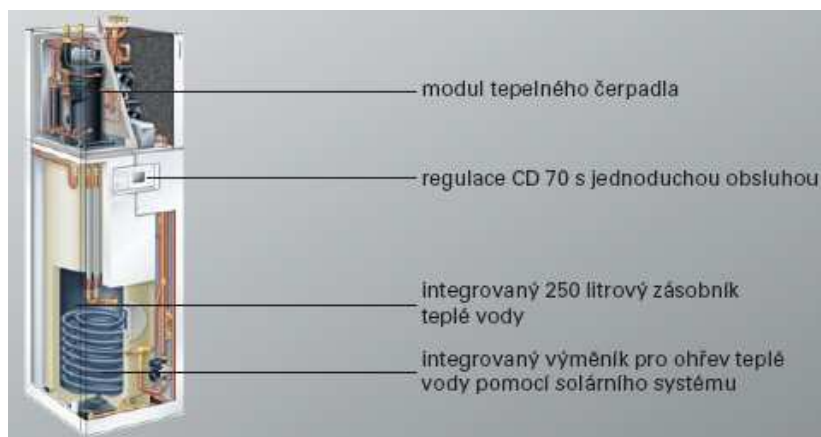 modul tepelného čerpadla
regulace CD 70 s jednoduchou obsluhou
integrovaný 250 litrový zásobník
teplé vody
integrovaný výměník pro ohřev teplé
vody pomocí solárního systému